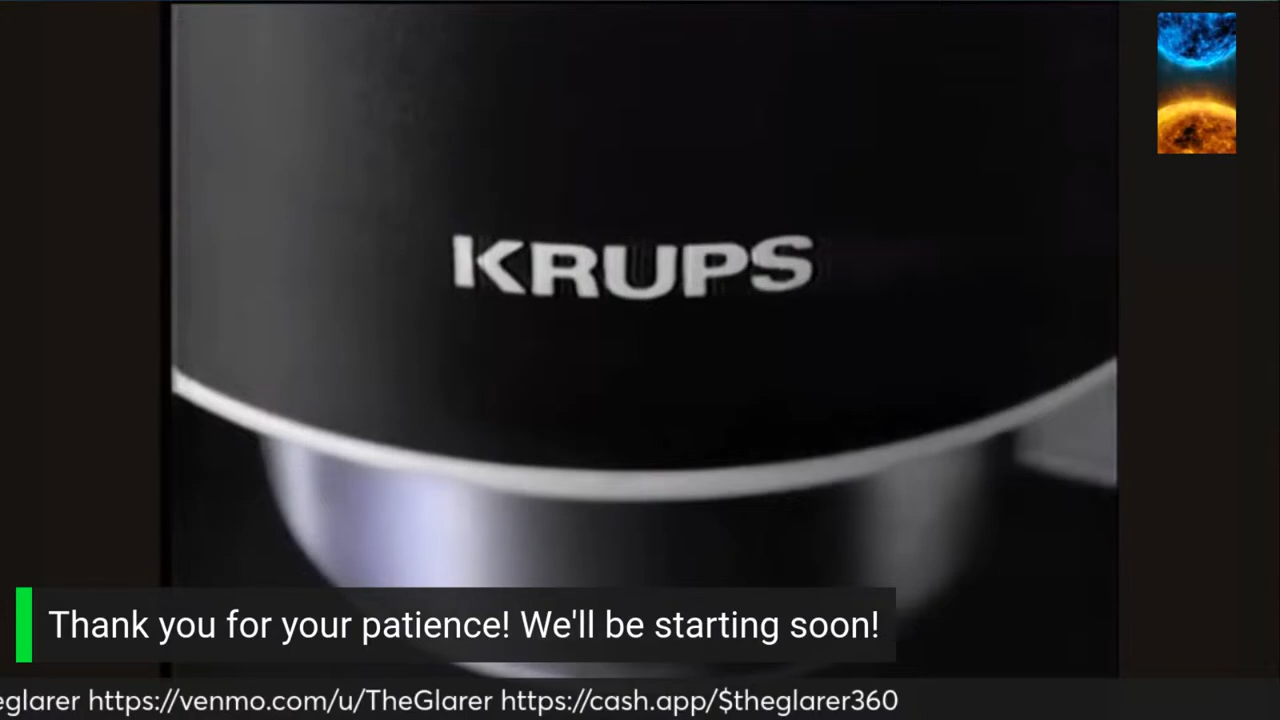 KRUPS
Thank you for your patience! We'll be starting soon!
eglarer https://venmo.com/u/TheGlarer https://cash.app/$theglarer360